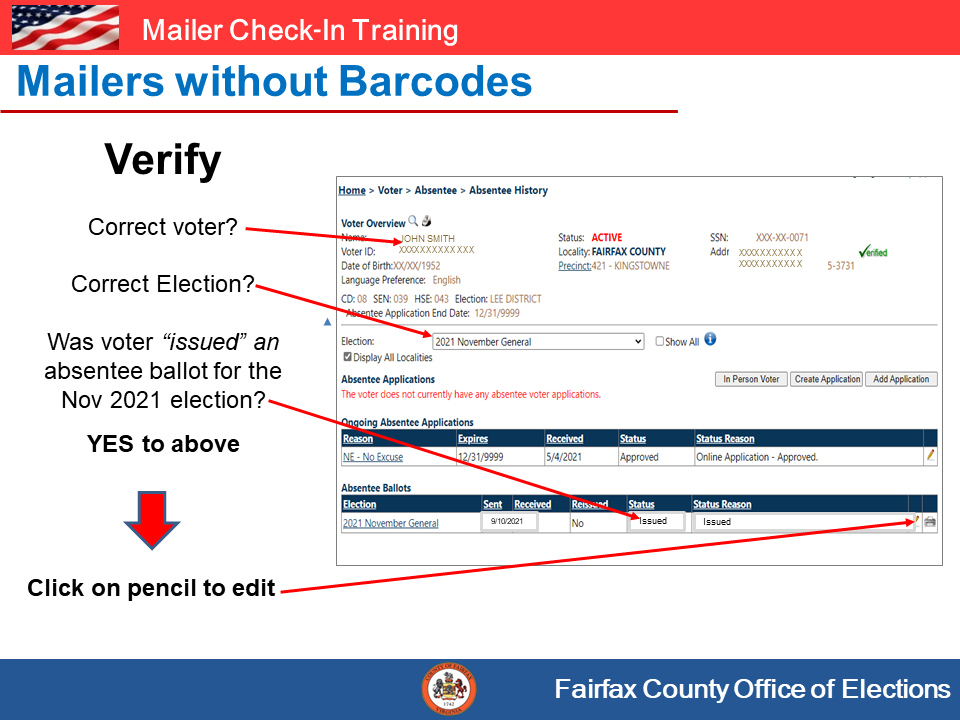 Mailer Check-In Training
Mailers without Barcodes
Verify
Correct voter?
Correct Election?
Was voter “issued” an
absentee ballot for the
Nov 2021 election?
YES to above
Click on pencil to edit
Home > Voter > Absentee > Absentee History
Voter Overview
Name: JOHN SMITH Status: ACTIVE SSN: XXX-XX-0071
Voter ID: XXXXXXXXXXXXX Locality: FAIRFAX COUNTY Addr XXXXXXXXXXX Verified
Date of Birth:XX/XX/1952 Precinct:421 - KINGSTOWNE XXXXXXXXXXX 5-3731
Language Preference: English
CD: 08 SEN: 039 HSE: 043 Election: LEE DISTRICT
Absentee Application End Date: 12/31/9999
Election: 2021 November General Show All
Display All Localities
Absentee Applications In Person Voter Create Application Add Application
The voter does not currently have any absentee voter applications.
Ongoing Absentee Applications
Reason Expires Received Status Status Reason
NE - No Excuse 12/31/9999 5/4/2021 Approved Online Application - Approved.
Absentee Ballots
Election Sent Received Reissued Status Status Reason
2021 November General 9/10/2021 No Issued Issued
1742
Fairfax County Office of Elections